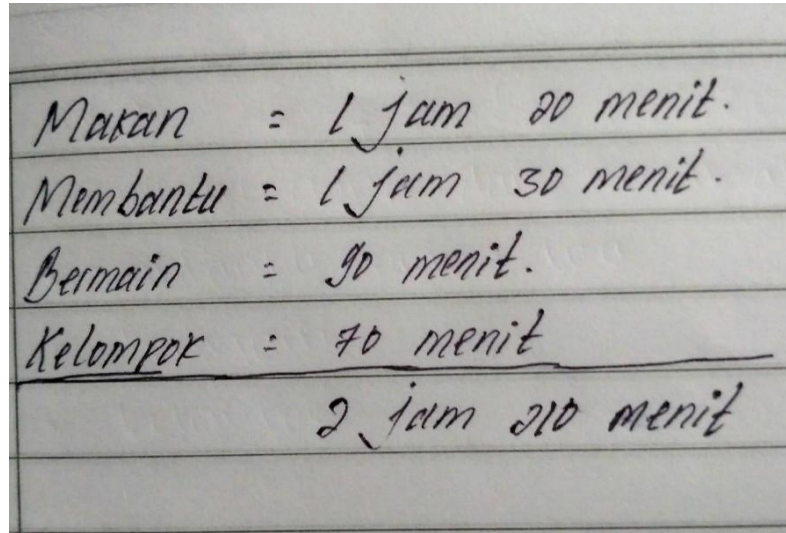 Makan = 1 jam 20 menit.
Membantu = 1 jam 30 menit.
Bermain = 90 menit.
Kelompok = 70 menit
2 jam 210 menit